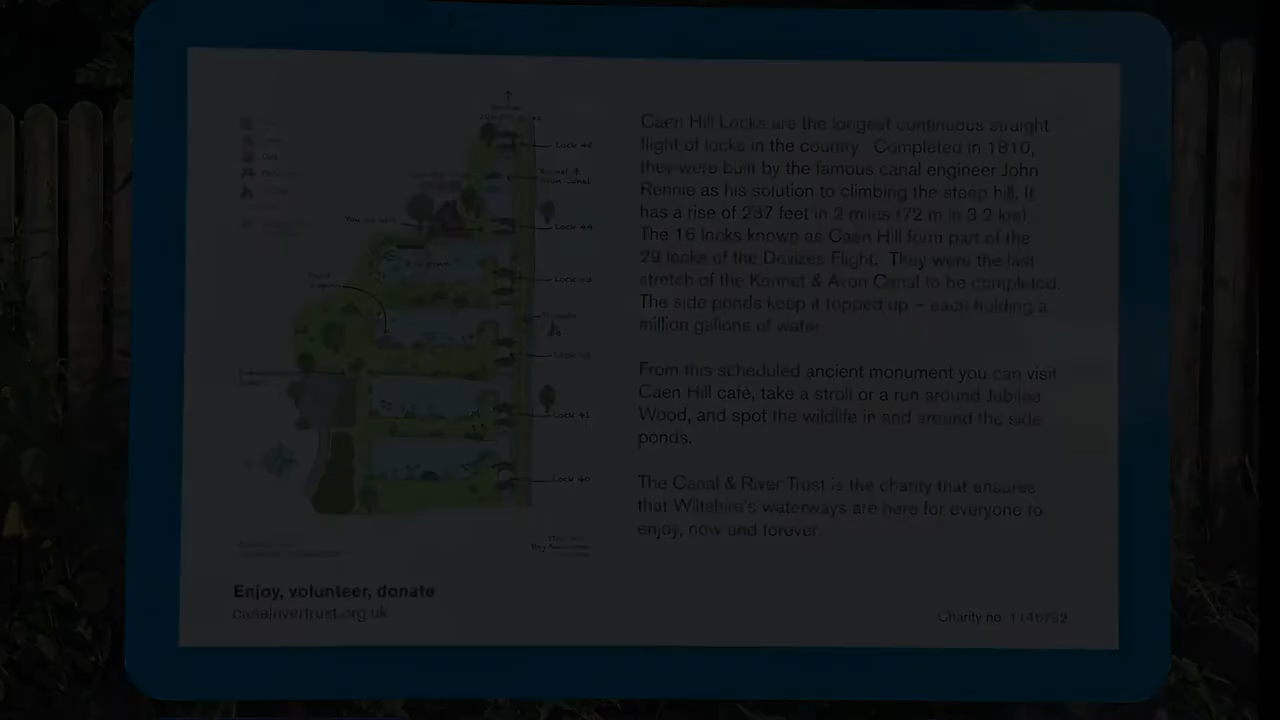 Lock 44
Lock 41
Lock 40
Caen Hill Locks are the longest continuous straight
flight of locks in the country. Completed in 1810,
they were built by the famous canal engineer John
Rennie as his solution to climbing the steep hill. It
has a rise of 237 feet in 2 miles (72 m in 3.2 km).
The 16 locks known as Caen Hill form part of the
29 locks of the Devizes Flight. They were the last
stretch of the Kennet & Avon Canal to be completed.
The side ponds keep it topped up – each holding a
million gallons of water.
From this scheduled ancient monument you can visit
Caen Hill café, take a stroll or a run around Jubilee
Wood, and spot the wildlife in and around the side
ponds.
The Canal & River Trust is the charity that ensures
that Wiltshire's waterways are here for everyone to
enjoy, now and forever.
Enjoy, volunteer, donate
canalrivertrust.org.uk
Charity no. 1146792